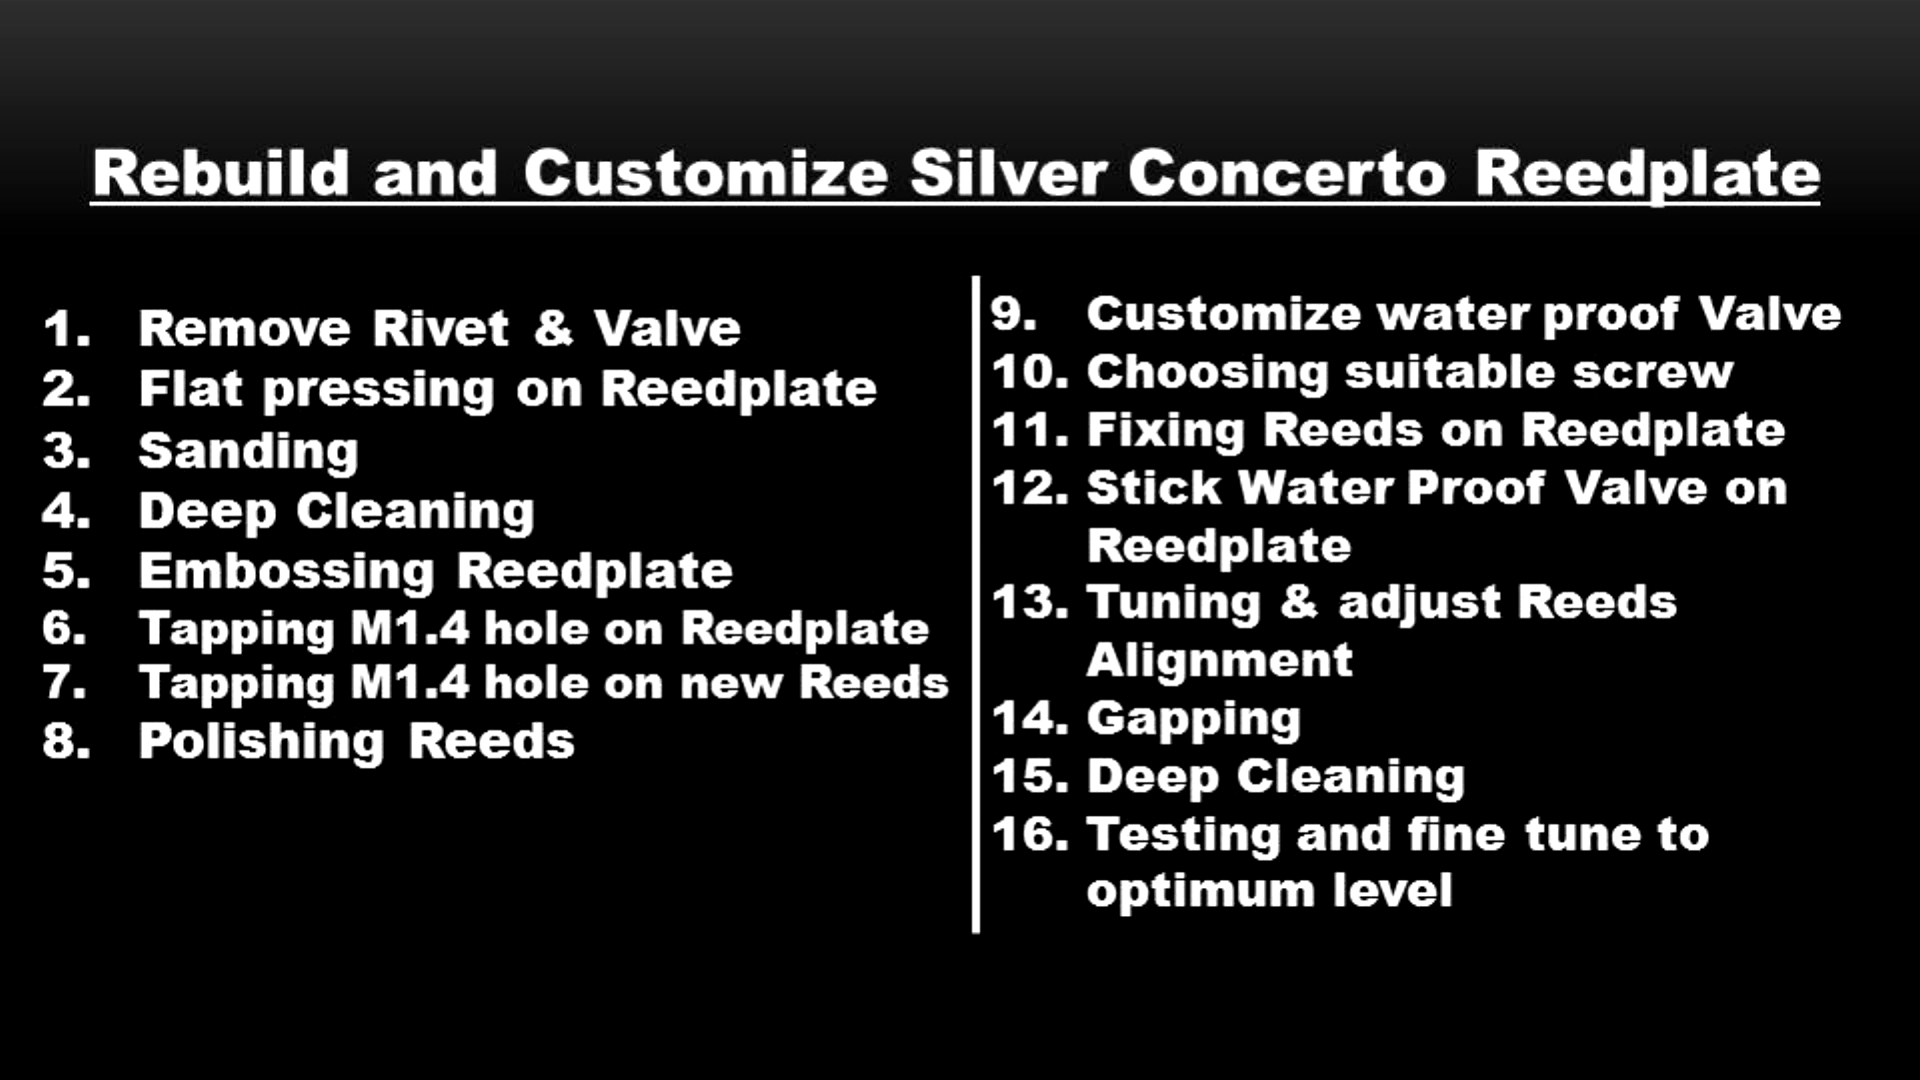 Rebuild and Customize Silver Concerto Reedplate
1. Remove Rivet & Valve
2. Flat pressing on Reedplate
3. Sanding
4. Deep Cleaning
5. Embossing Reedplate
6. Tapping M1.4 hole on Reedplate
7. Tapping M1.4 hole on new Reeds
8. Polishing Reeds
9. Customize water proof Valve
10. Choosing suitable screw
11. Fixing Reeds on Reedplate
12. Stick Water Proof Valve on
Reedplate
13. Tuning & adjust Reeds
Alignment
14. Gapping
15. Deep Cleaning
16. Testing and fine tune to
optimum level